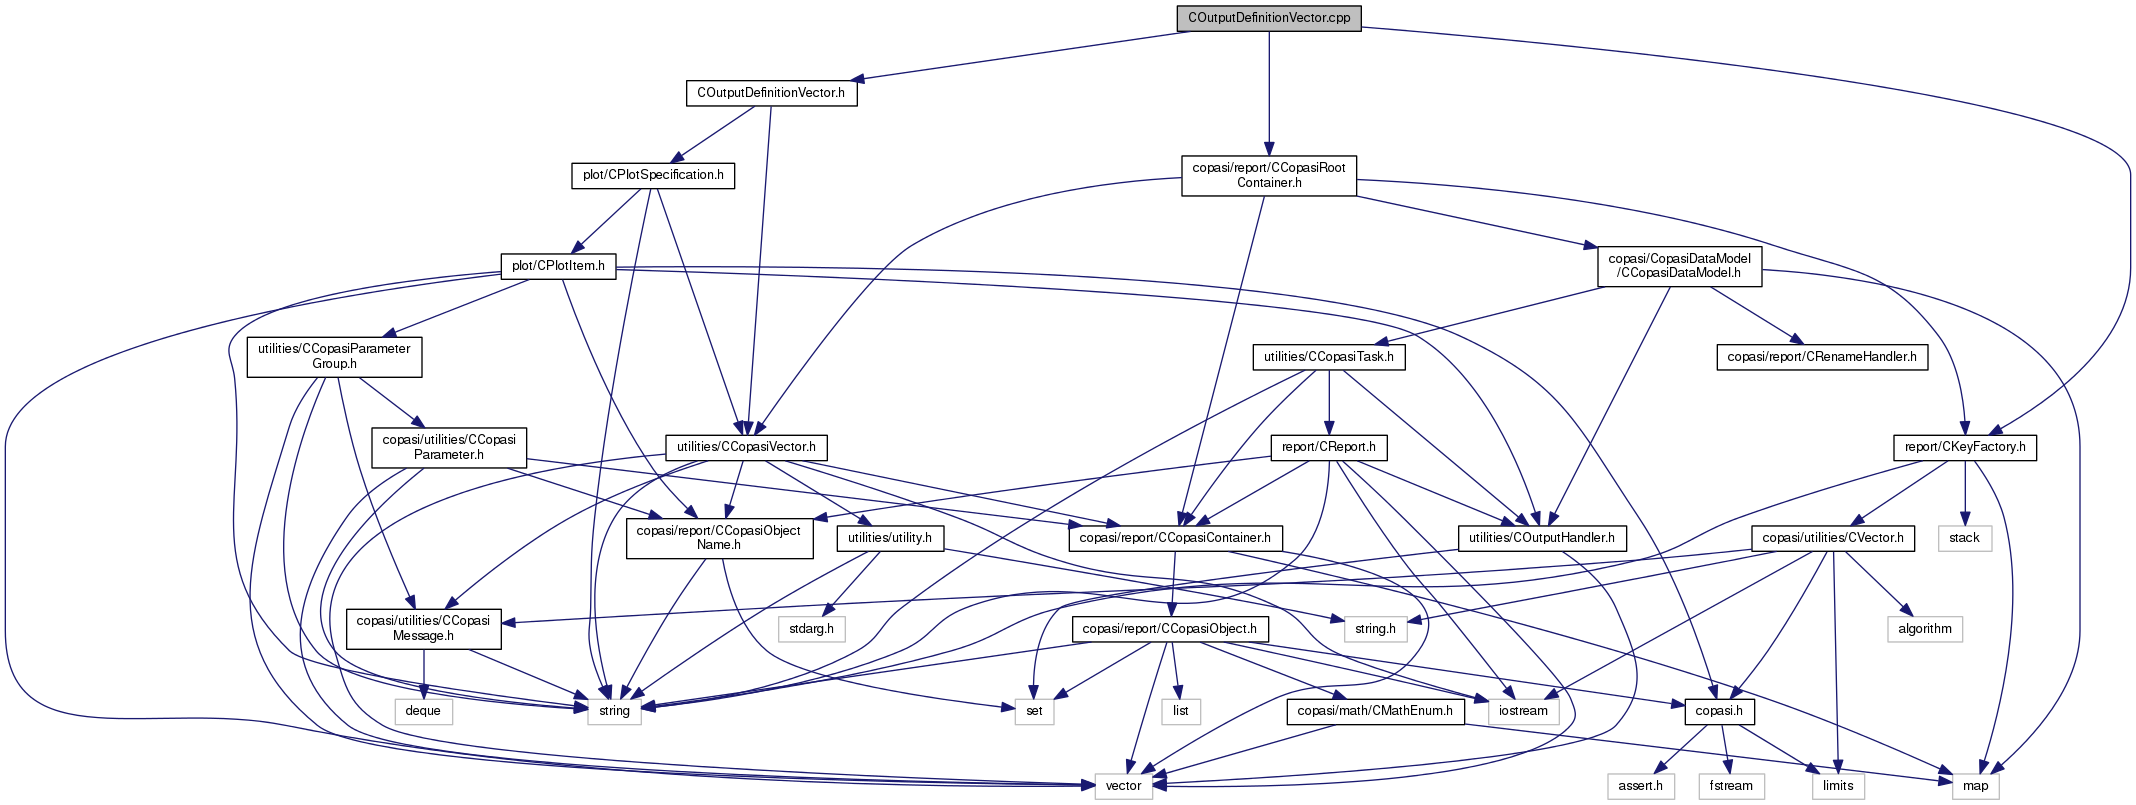 COutputDefinitionVector.cpp
COutputDefinitionVector.h
plot/CPlotSpecification.h
copasi/report/CCopasiRoot
Container.h
plot/CPlotItem.h
copasi/CopasiDataModel
/CCopasiDataModel.h
utilities/CCopasiParameter
Group.h
utilities/CCopasiTask.h
copasi/report/CRenameHandler.h
copasi/utilities/CCopasi
Parameter.h
utilities/CCopasiVector.h
report/CReport.h
report/CKeyFactory.h
copasi/report/CCopasiObject
Name.h
utilities/utility.h
copasi/report/CCopasiContainer.h
utilities/COutputHandler.h
copasi/utilities/CVector.h
stack
copasi/utilities/CCopasi
Message.h
stdarg.h
copasi/report/CCopasiObject.h
string.h
algorithm
deque
string
set
list
copasi/math/CMathEnum.h
iostream
copasi.h
vector
assert.h
fstream
limits
map